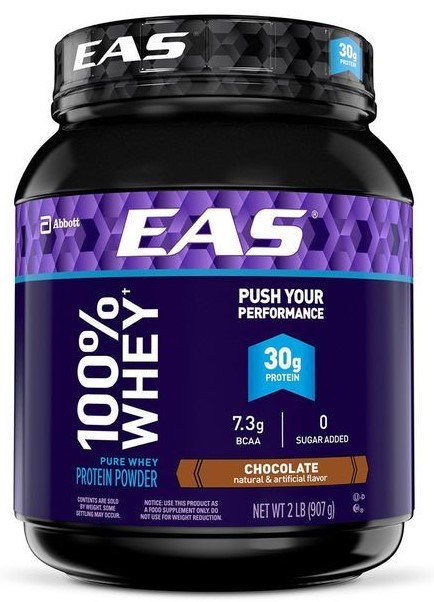 EAS
30g
PROTEIN
Abbott
EAS®
100%
WHEY†
PURE WHEY
PROTEIN POWDER
PUSH YOUR
PERFORMANCE
30g
PROTEIN
7.3g
BCAA
0
SUGAR ADDED
CHOCOLATE
natural & artificial flavor
CONTENTS ARE SOLD
BY WEIGHT. SOME
SETTLING MAY OCCUR.
NOTICE: USE THIS PRODUCT AS
A FOOD SUPPLEMENT ONLY. DO
NOT USE FOR WEIGHT REDUCTION.
NET WT 2 LB (907g)